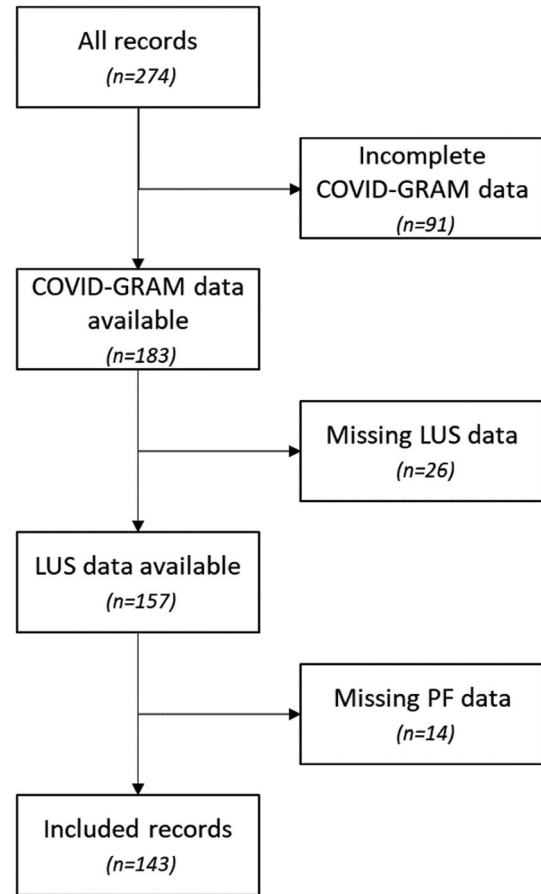 All records
(n=274)
Incomplete
COVID-GRAM data
(n=91)
COVID-GRAM data
available
(n=183)
Missing LUS data
(n=26)
LUS data available
(n=157)
Missing PF data
(n=14)
Included records
(n=143)